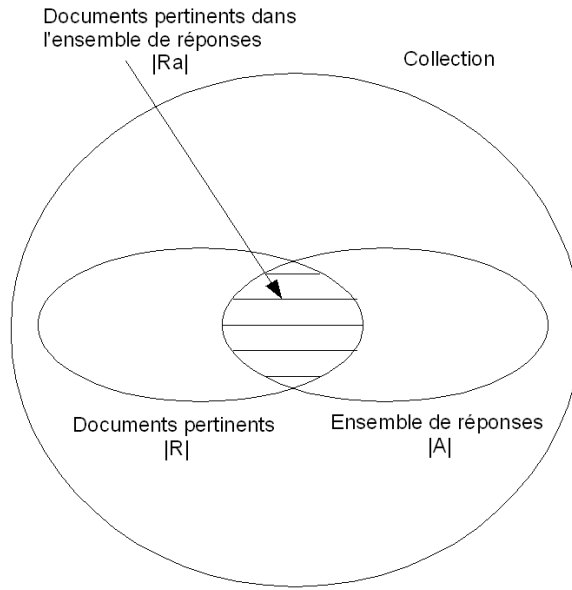 Documents pertinents dans
l'ensemble de réponses
|Ra|
Collection
Documents pertinents
|R|
Ensemble de réponses
|A|